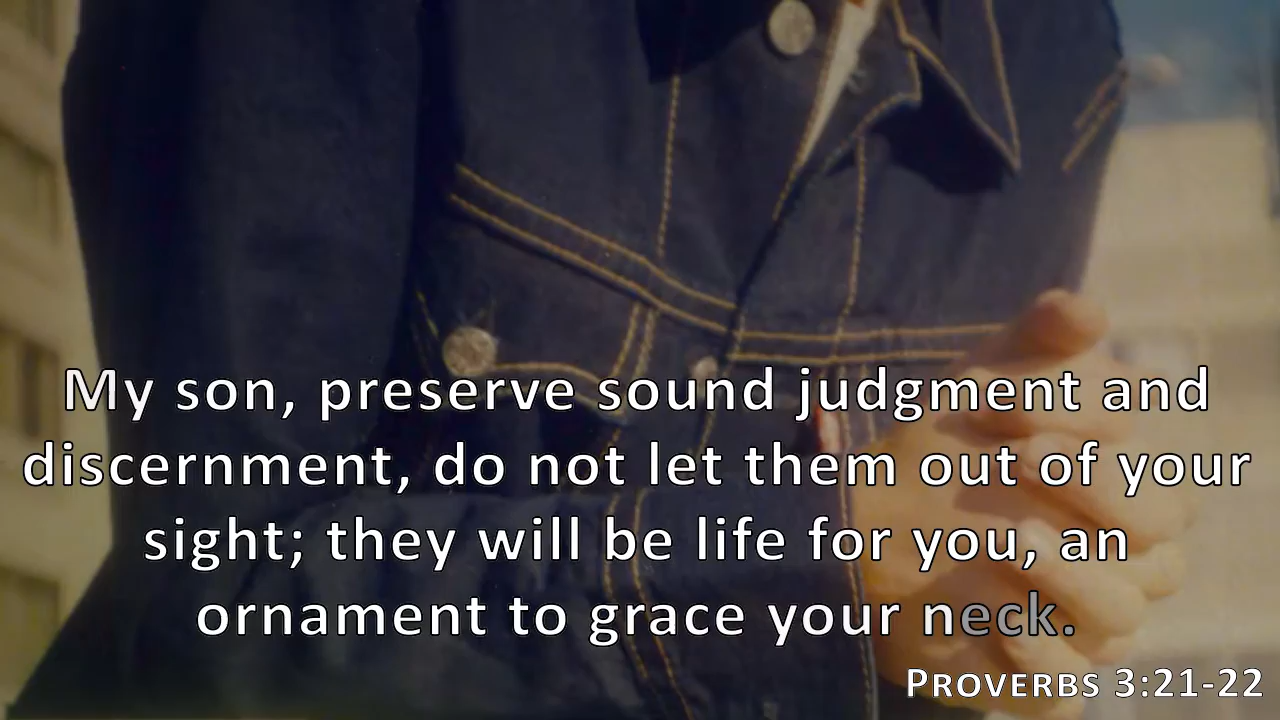 My son, preserve sound judgment and
discernment, do not let them out of your
sight; they will be life for you, an
ornament to grace your neck.
Proverbs 3:21-22